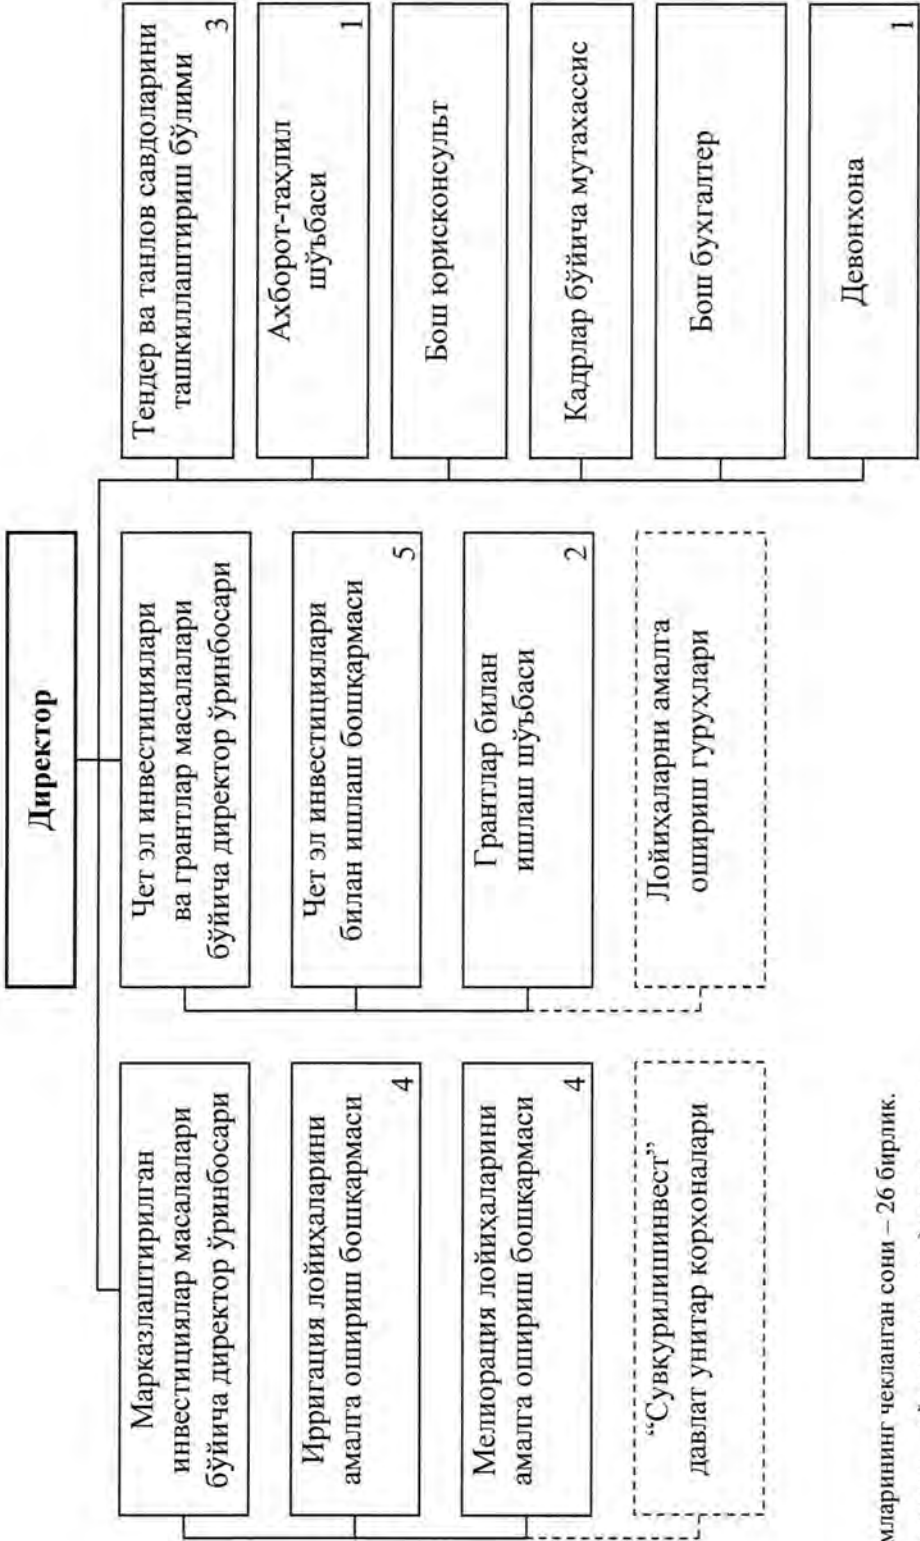 Директор
Марказлаштирилган
инвестициялар масалалари
бўйича директор ўринбосари
Ирригация лойиҳаларини
амалга ошириш бошқармаси
4
Мелиорация лойиҳаларини
амалга ошириш бошқармаси
4
“Сувқурилишинвест”
давлат унитар корхоналари
Чет эл инвестициялари
ва грантлар масалалари
бўйича директор ўринбосари
Чет эл инвестициялари
билан ишлаш бошқармаси
5
Грантлар билан
ишлаш шўъбаси
2
Лойиҳаларни амалга
ошириш гуруҳлари
Тендер ва танлов савдоларини
ташкиллаштириш бўлими
3
Ахборот-таҳлил
шўъбаси
1
Бош юрисконсульт
Кадрлар бўйича мутахассис
Бош бухгалтер
Девонхона
1
мларининг чекланган сони – 26 бирлик.